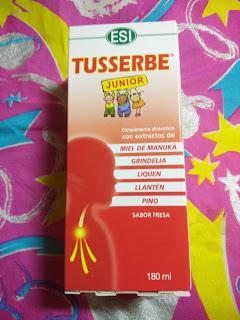 ESI
TUSSERBE®
JUNIOR
Complemento alimenticio
con extractos de
MIEL DE MANUKA
GRINDELIA
LIQUEN
LLANTÉN
PINO
SABOR FRESA
180 ml